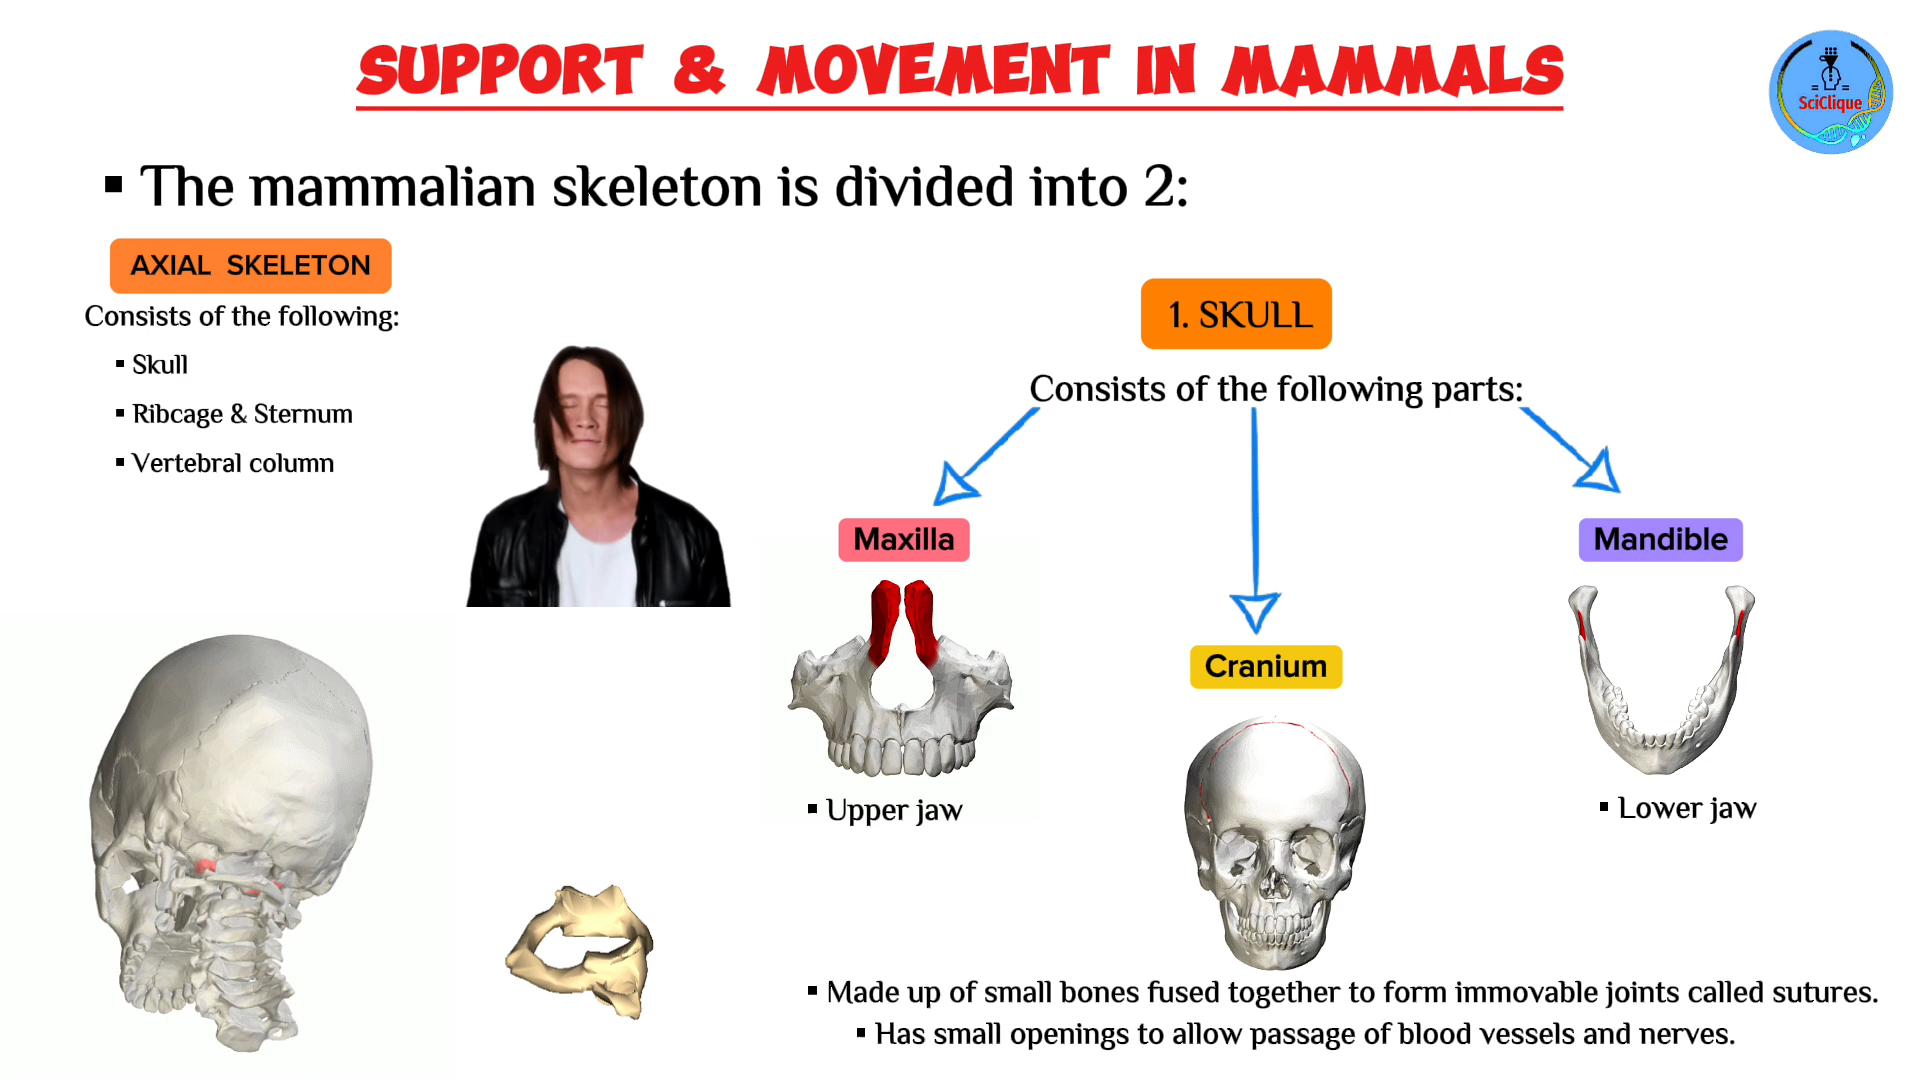 SUPPORT & MOVEMENT IN MAMMALS
SciClique
▪ The mammalian skeleton is divided into 2:
AXIAL SKELETON
Consists of the following:
▪ Skull
▪ Ribcage & Sternum
▪ Vertebral column
1. SKULL
Consists of the following parts:
Maxilla
▪ Upper jaw
Cranium
▪ Made up of small bones fused together to form immovable joints called sutures.
▪ Has small openings to allow passage of blood vessels and nerves.
Mandible
▪ Lower jaw